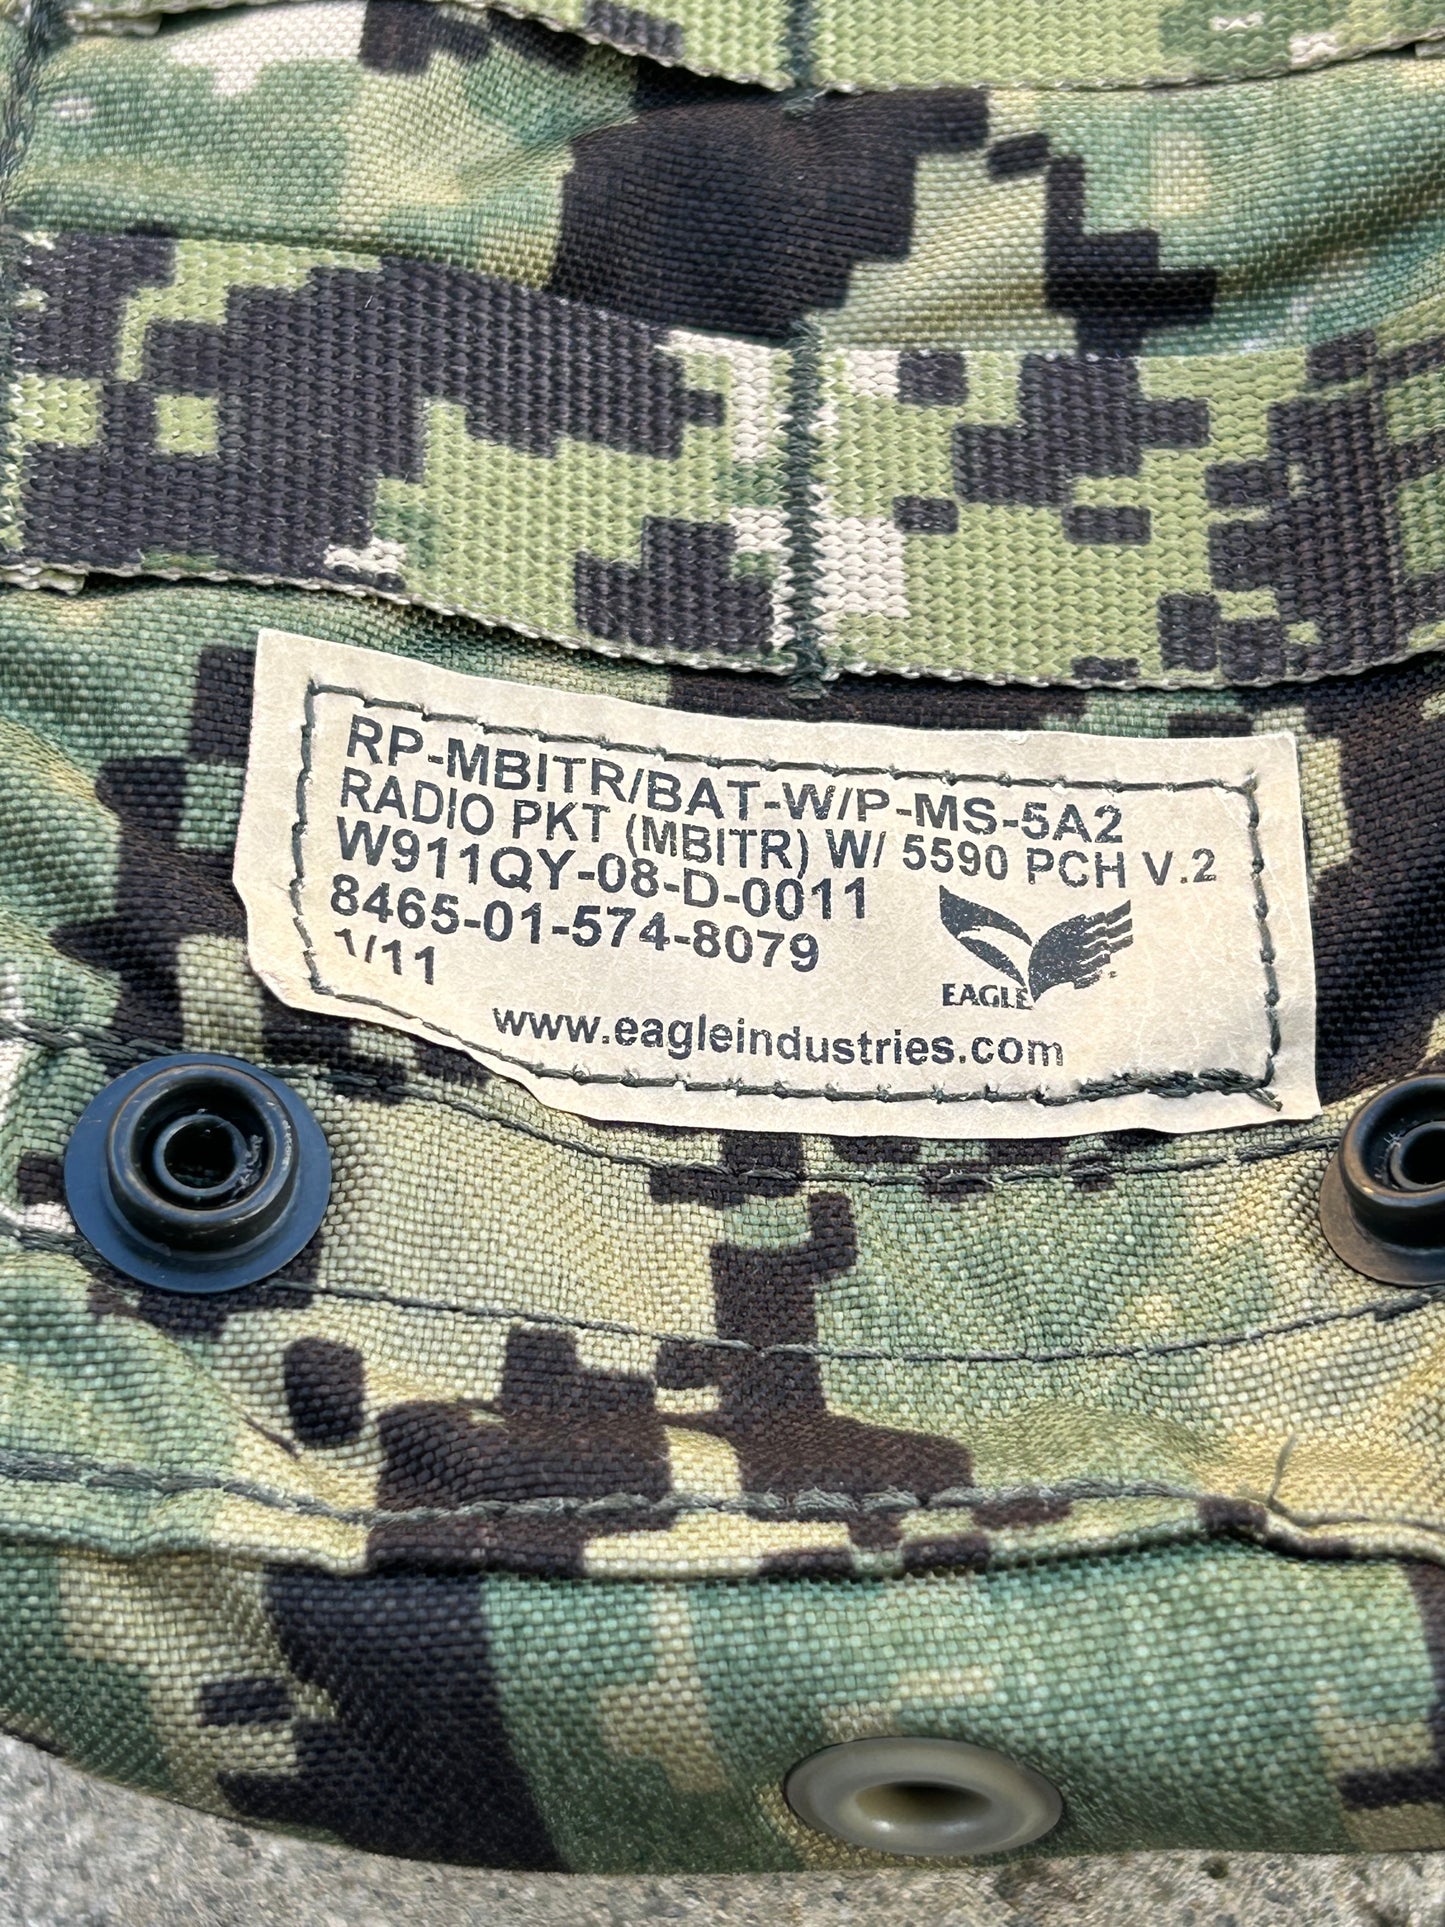 RP-MBITR/BAT-W/P-MS-5A2
RADIO PKT (MBITR) W/ 5590 PCH V.2
W911QY-08-D-0011
8465-01-574-8079
1/11
EAGLE
www.eagleindustries.com